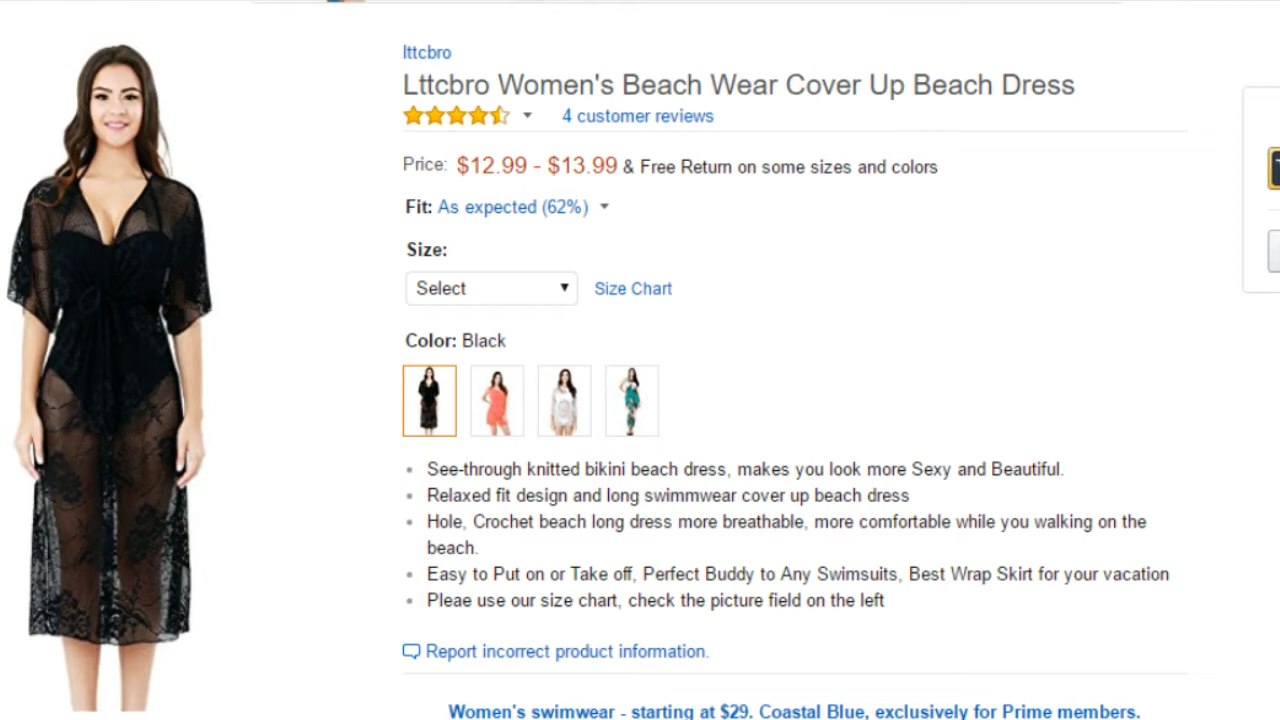 lttcbro
Lttcbro Women's Beach Wear Cover Up Beach Dress
4 customer reviews
Price: $12.99 - $13.99 & Free Return on some sizes and colors
Fit: As expected (62%)
Size:
Select
Size Chart
Color: Black
See-through knitted bikini beach dress, makes you look more Sexy and Beautiful.
Relaxed fit design and long swimmwear cover up beach dress
Hole, Crochet beach long dress more breathable, more comfortable while you walking on the
beach.
Easy to Put on or Take off, Perfect Buddy to Any Swimsuits, Best Wrap Skirt for your vacation
Pleae use our size chart, check the picture field on the left
Report incorrect product information.
Women's swimwear - starting at $29. Coastal Blue, exclusively for Prime members.